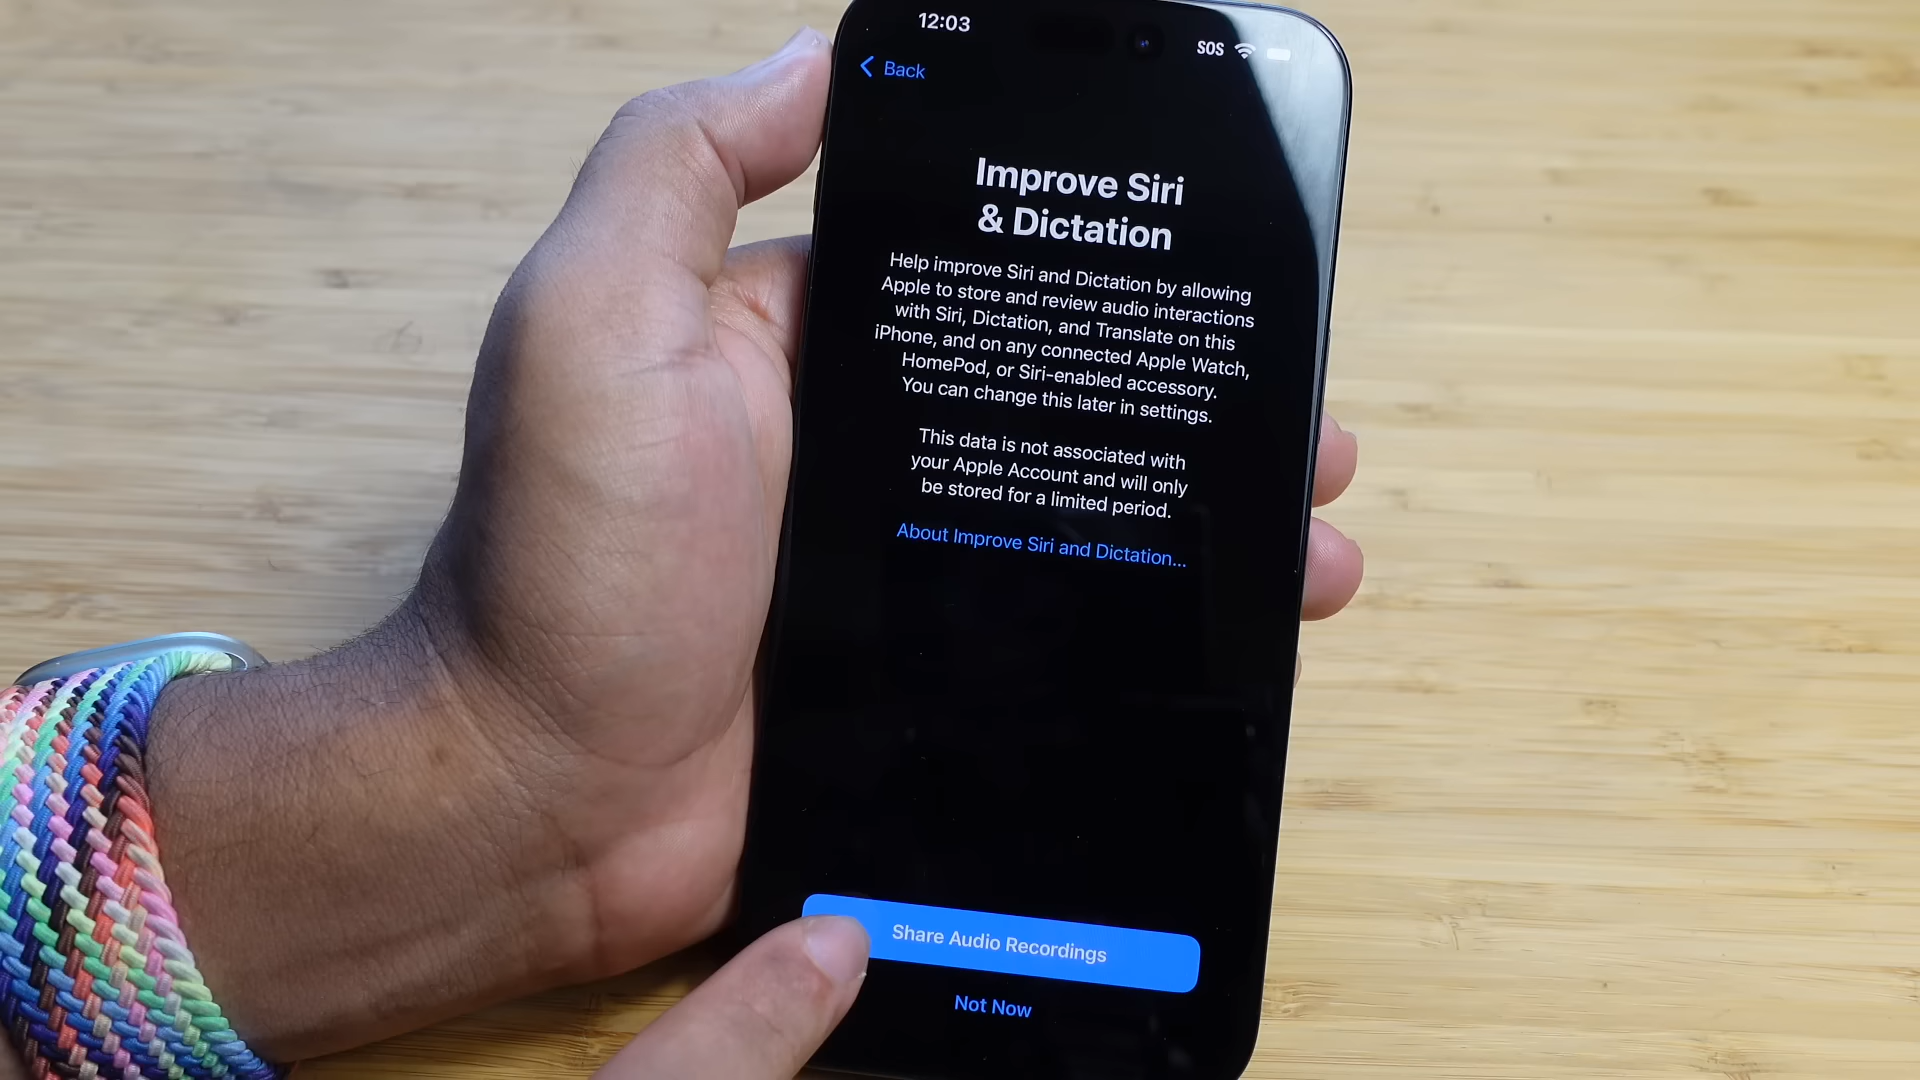 12:03
SOS
Back
Improve Siri
& Dictation
Help improve Siri and Dictation by allowing
Apple to store and review audio interactions
with Siri, Dictation, and Translate on this
iPhone, and on any connected Apple Watch,
HomePod, or Siri-enabled accessory.
You can change this later in settings.
This data is not associated with
your Apple Account and will only
be stored for a limited period.
About Improve Siri and Dictation...
Share Audio Recordings
Not Now